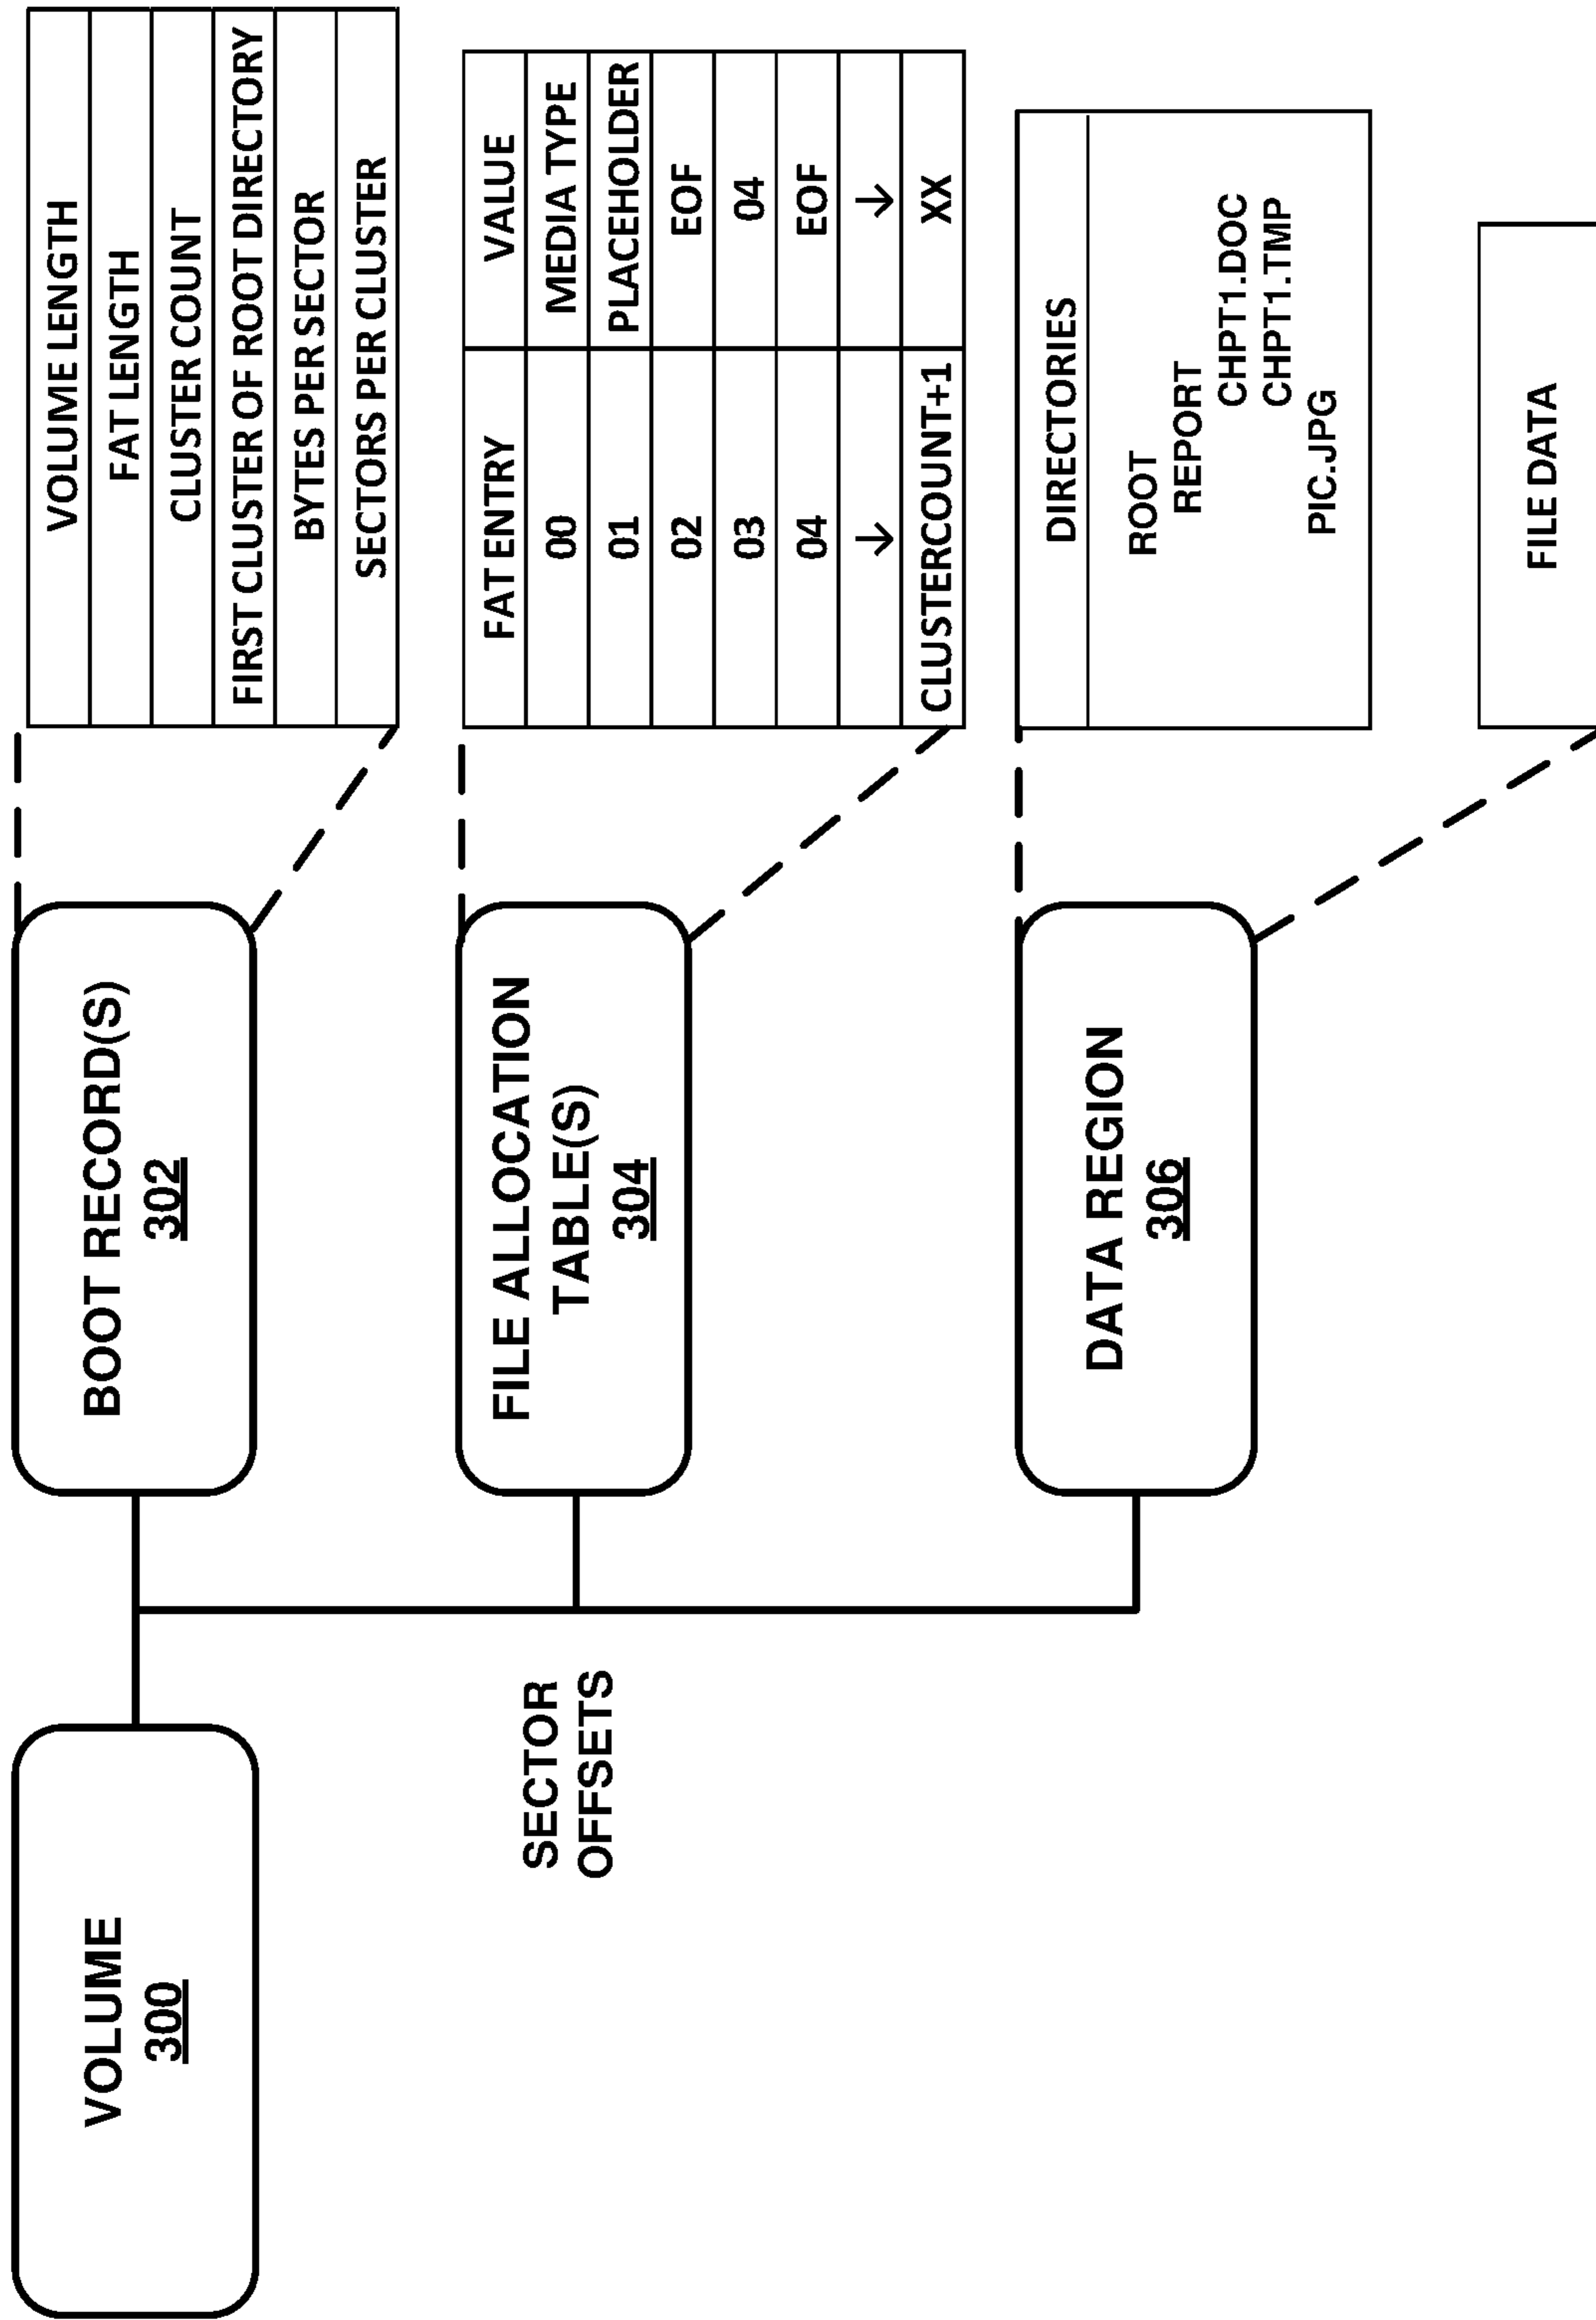 VOLUME
300
SECTOR
OFFSETS
BOOT RECORD(S)
302
VOLUME LENGTH
FAT LENGTH
CLUSTER COUNT
FIRST CLUSTER OF ROOT DIRECTORY
BYTES PER SECTOR
SECTORS PER CLUSTER
FILE ALLOCATION
TABLE(S)
304
FAT ENTRY VALUE
00 MEDIA TYPE
01 PLACEHOLDER
02 EOF
03 04
04 EOF
↓ ↓
CLUSTERCOUNT+1 XX
DATA REGION
306
DIRECTORIES
ROOT
REPORT
CHPT1.DOC
CHPT1.TMP
PIC.JPG
FILE DATA